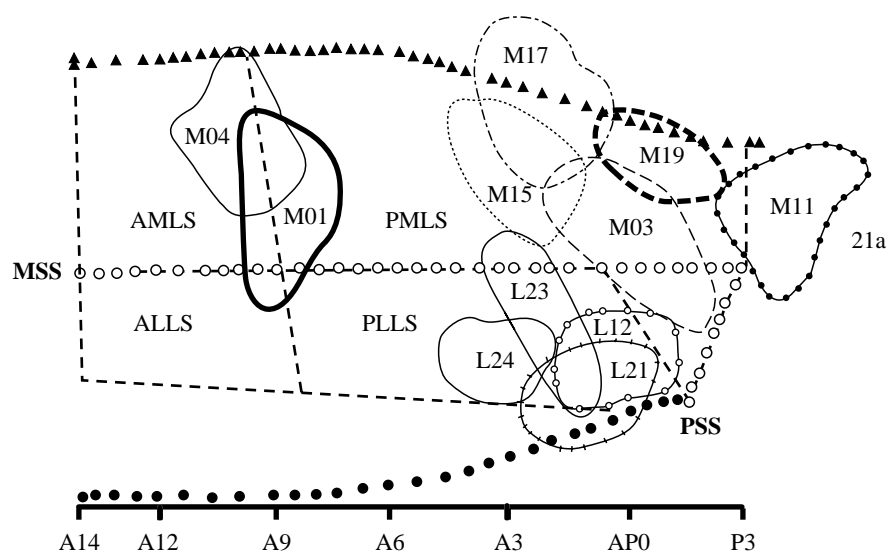 M17
M04
M19
M15
M01
M03
M11
AMLS
PMLS
21a
MSS
L23
ALLS
PLLS
L12
L24
L21
PSS
A14 A12 A9 A6 A3 AP0 P3